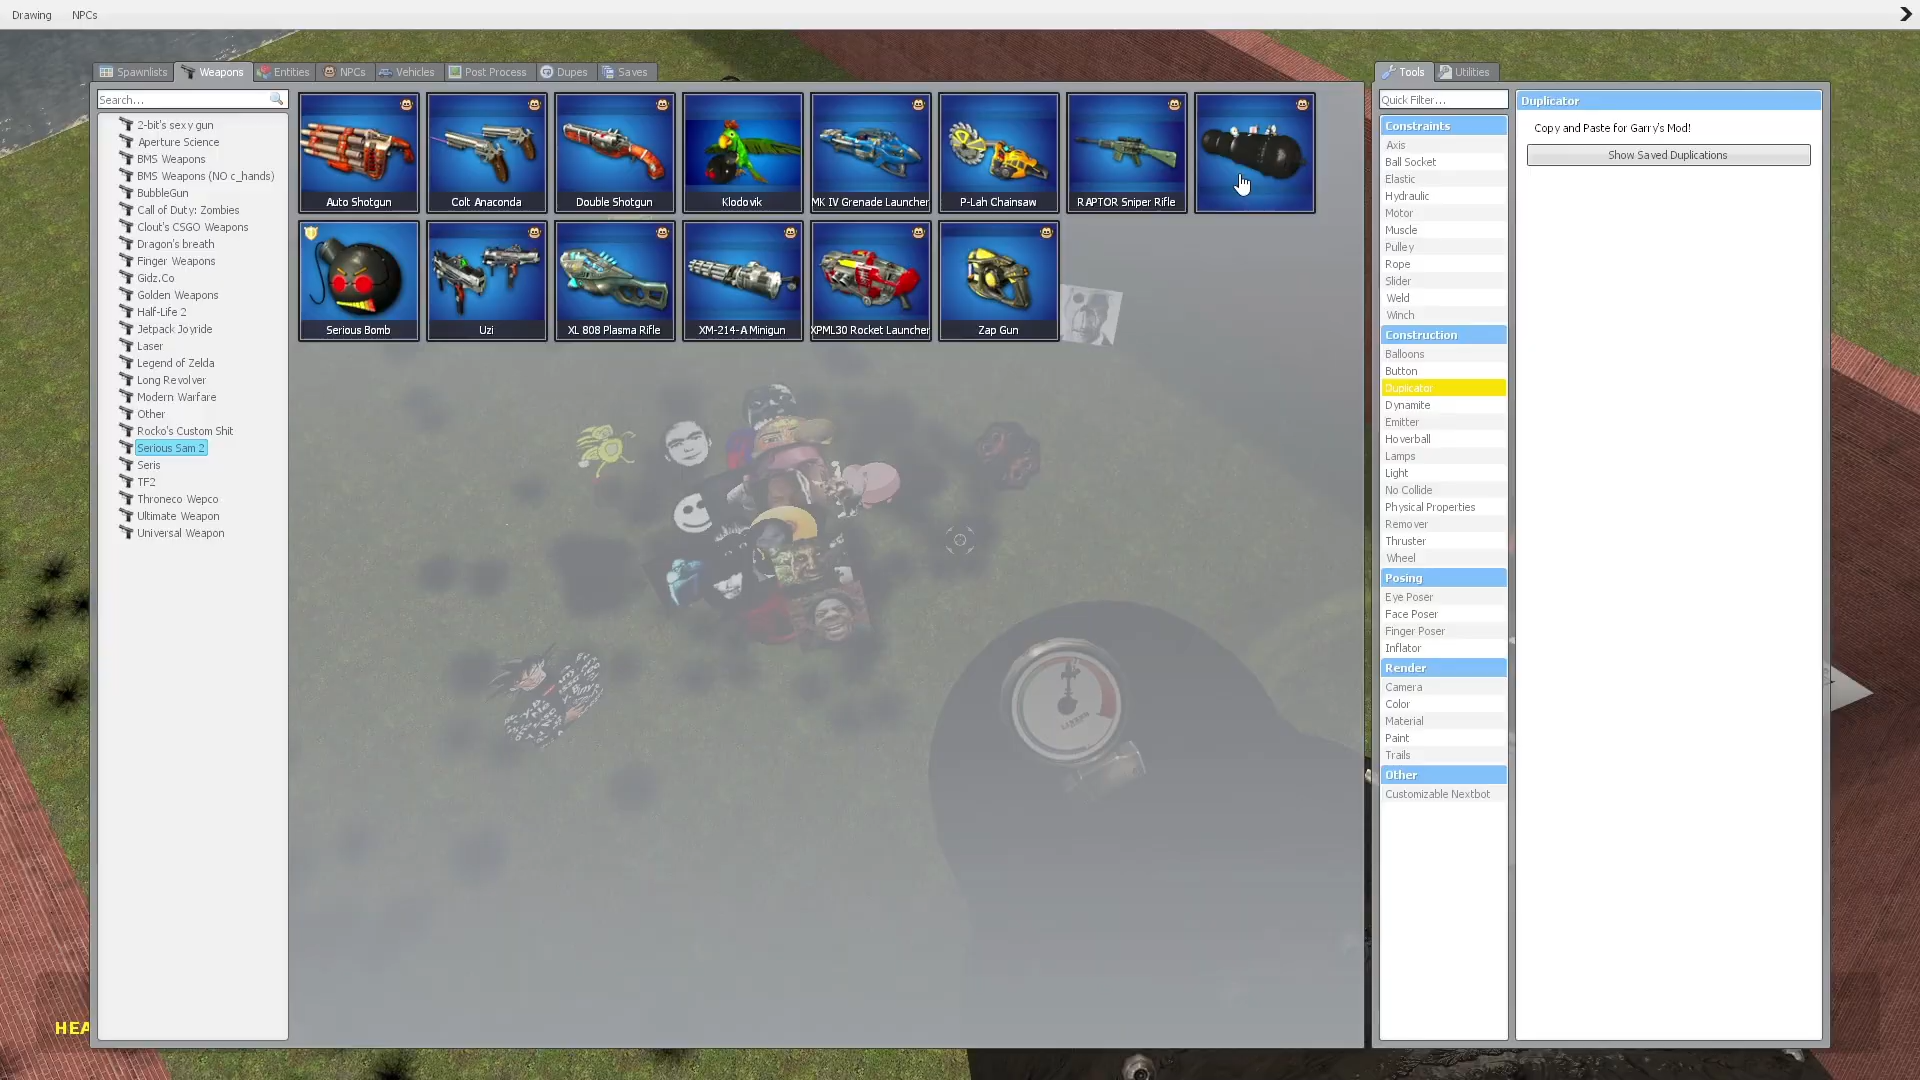 Drawing NPCs
Spawnlists Weapons Entities NPCs Vehicles Post Process Dupes Saves
Tools Utilities
Search...
2-bit's sexy gun
Aperture Science
BMS Weapons
BMS Weapons (NO c_hands)
BubbleGun
Call of Duty: Zombies
Clout's CSGO Weapons
Dragon's breath
Finger Weapons
Gidz.Co
Golden Weapons
Half-Life 2
Jetpack Joyride
Laser
Legend of Zelda
Long Revolver
Modern Warfare
Other
Rocko's Custom Shit
Serious Sam 2
Seris
TF2
Throneco Wepco
Ultimate Weapon
Universal Weapon
Auto Shotgun
Colt Anaconda
Double Shotgun
Klodovik
MK IV Grenade Launcher
P-Lah Chainsaw
RAPTOR Sniper Rifle
Serious Bomb
Uzi
XL 808 Plasma Rifle
XM-214-A Minigun
XPML30 Rocket Launcher
Zap Gun
Quick Filter...
Constraints
Axis
Ball Socket
Elastic
Hydraulic
Motor
Muscle
Pulley
Rope
Slider
Weld
Winch
Construction
Balloons
Button
Duplicator
Dynamite
Emitter
Hoverball
Lamps
Light
No Collide
Physical Properties
Remover
Thruster
Wheel
Posing
Eye Poser
Face Poser
Finger Poser
Inflator
Render
Camera
Color
Material
Paint
Trails
Other
Customizable Nextbot
Duplicator
Copy and Paste for Garry's Mod!
Show Saved Duplications
HEA